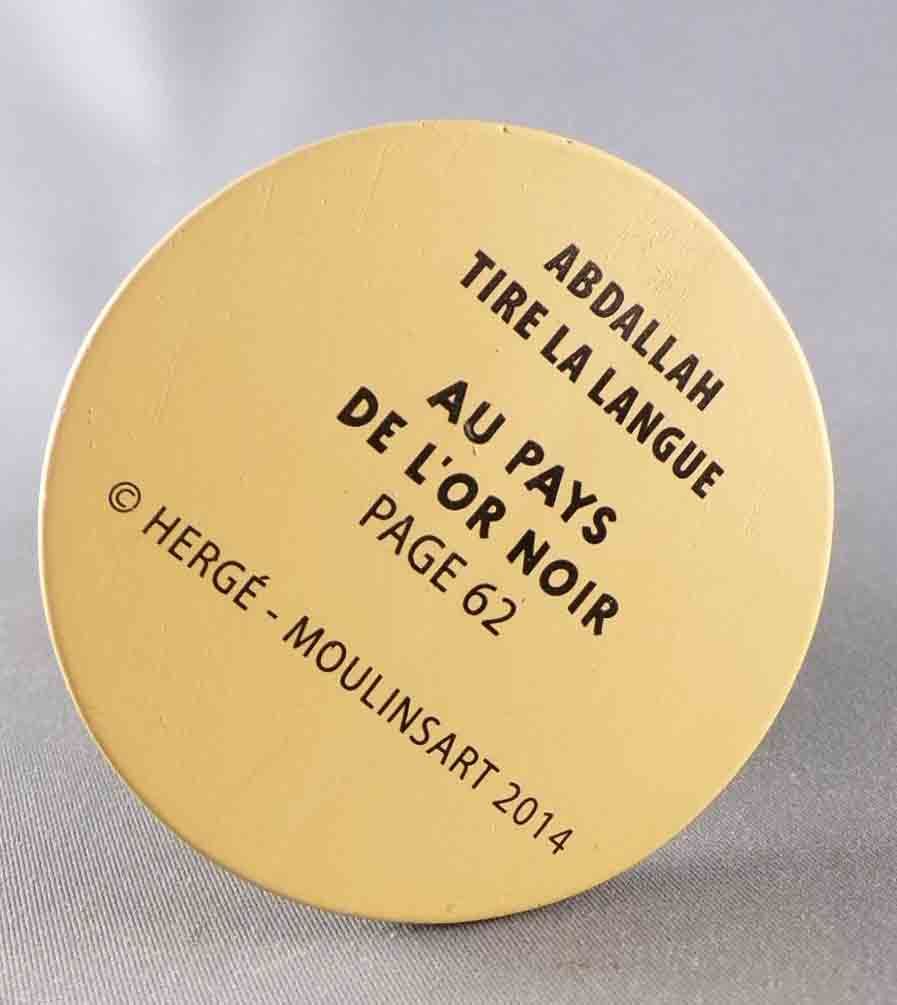 ABDALLAH
TIRE LA LANGUE
AU PAYS
DE L'OR NOIR
PAGE 62
© HERGÉ - MOULINSART 2014